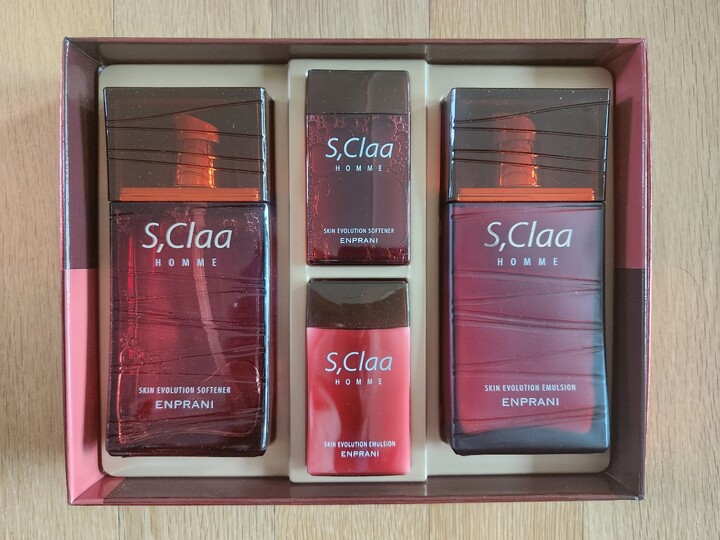 S,Claa
HOMME
SKIN EVOLUTION SOFTENER
ENPRANI
S,Claa
HOMME
SKIN EVOLUTION SOFTENER
ENPRANI
S,Claa
HOMME
SKIN EVOLUTION EMULSION
ENPRANI
S,Claa
HOMME
SKIN EVOLUTION EMULSION
ENPRANI